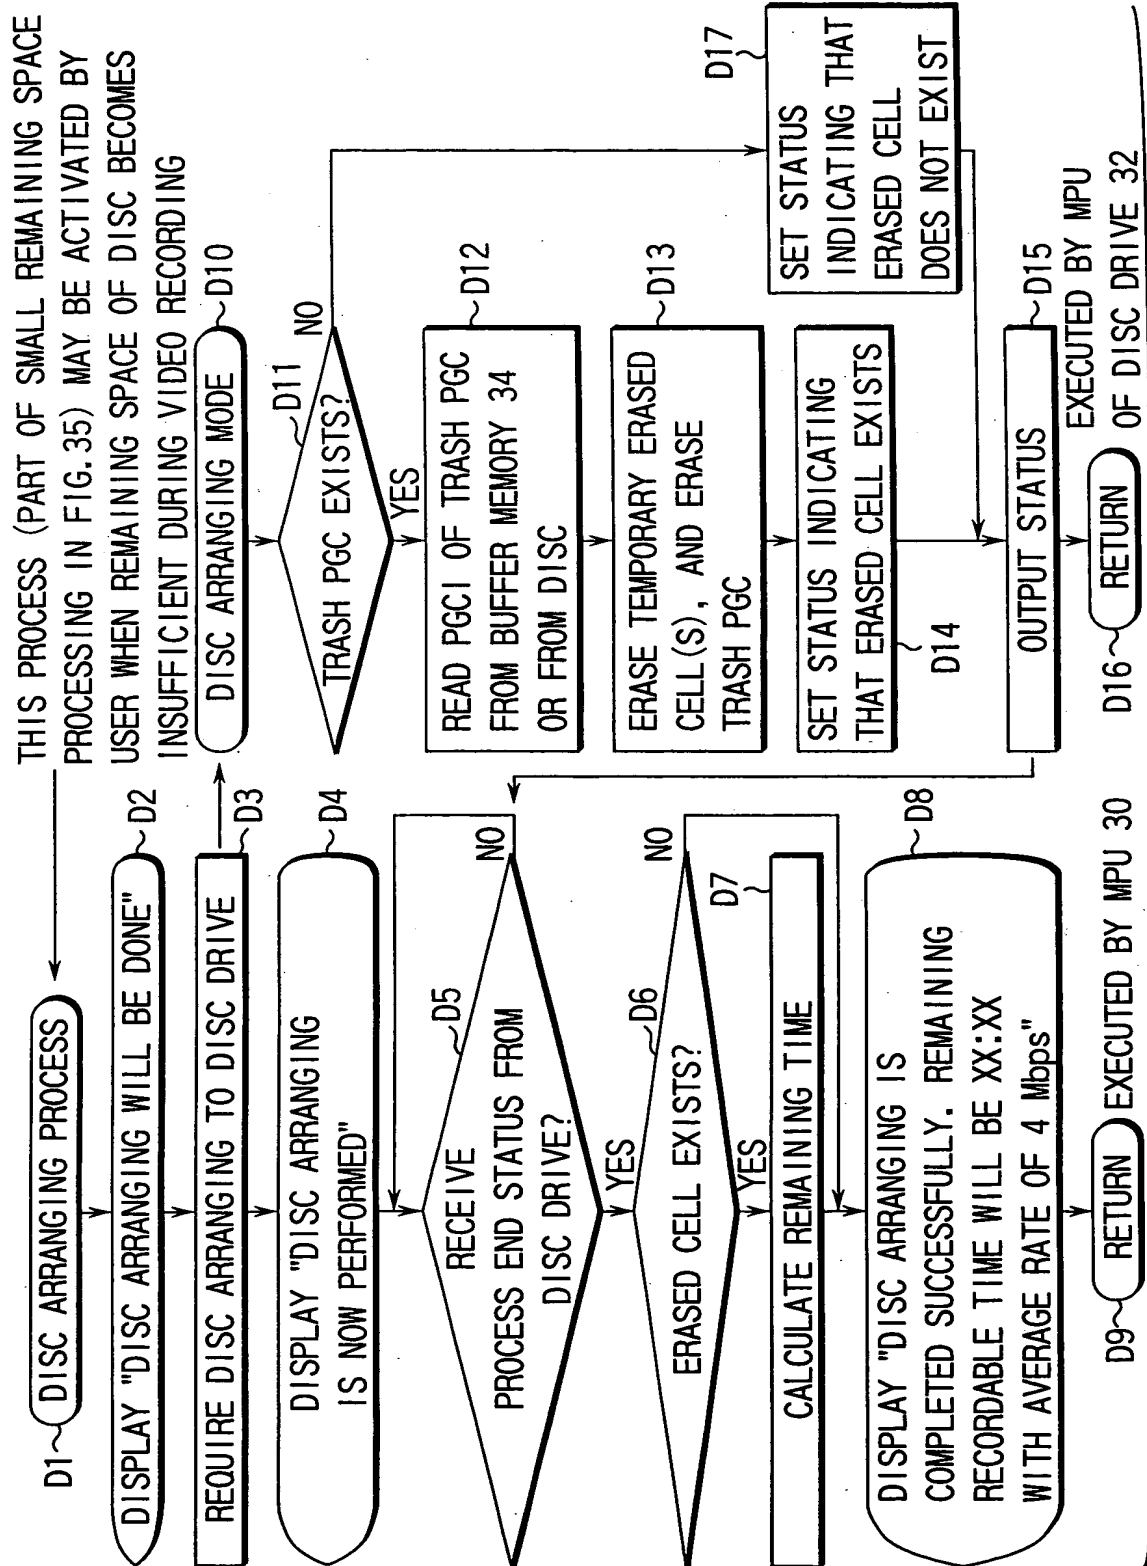 THIS PROCESS (PART OF SMALL REMAINING SPACE
PROCESSING IN FIG.35) MAY BE ACTIVATED BY
USER WHEN REMAINING SPACE OF DISC BECOMES
INSUFFICIENT DURING VIDEO RECORDING
D1
DISC ARRANGING PROCESS
D2
DISPLAY "DISC ARRANGING WILL BE DONE"
D3
REQUIRE DISC ARRANGING TO DISC DRIVE
D4
DISPLAY "DISC ARRANGING
IS NOW PERFORMED"
D5
RECEIVE
PROCESS END STATUS FROM
DISC DRIVE?
NO
YES
D6
ERASED CELL EXISTS?
NO
YES
D7
CALCULATE REMAINING TIME
D8
DISPLAY "DISC ARRANGING IS
COMPLETED SUCCESSFULLY. REMAINING
RECORDABLE TIME WILL BE XX:XX
WITH AVERAGE RATE OF 4 Mbps"
D9
RETURN
EXECUTED BY MPU 30
D10
DISC ARRANGING MODE
D11
TRASH PGC EXISTS?
NO
YES
D12
READ PGCI OF TRASH PGC
FROM BUFFER MEMORY 34
OR FROM DISC
D13
ERASE TEMPORARY ERASED
CELL(S), AND ERASE
TRASH PGC
SET STATUS INDICATING
THAT ERASED CELL EXISTS
D14
D17
SET STATUS
INDICATING THAT
ERASED CELL
DOES NOT EXIST
D15
OUTPUT STATUS
D16
RETURN
EXECUTED BY MPU
OF DISC DRIVE 32